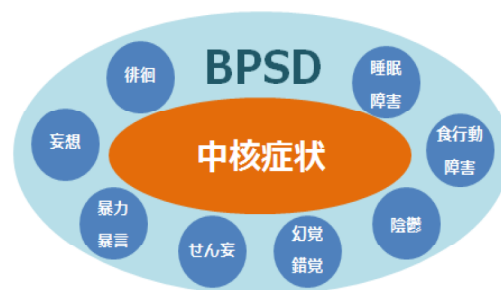 BPSD
徘徊
睡眠
障害
妄想
中核症状
食行動
障害
暴力
暴言
せん妄
幻覚
錯覚
陰鬱